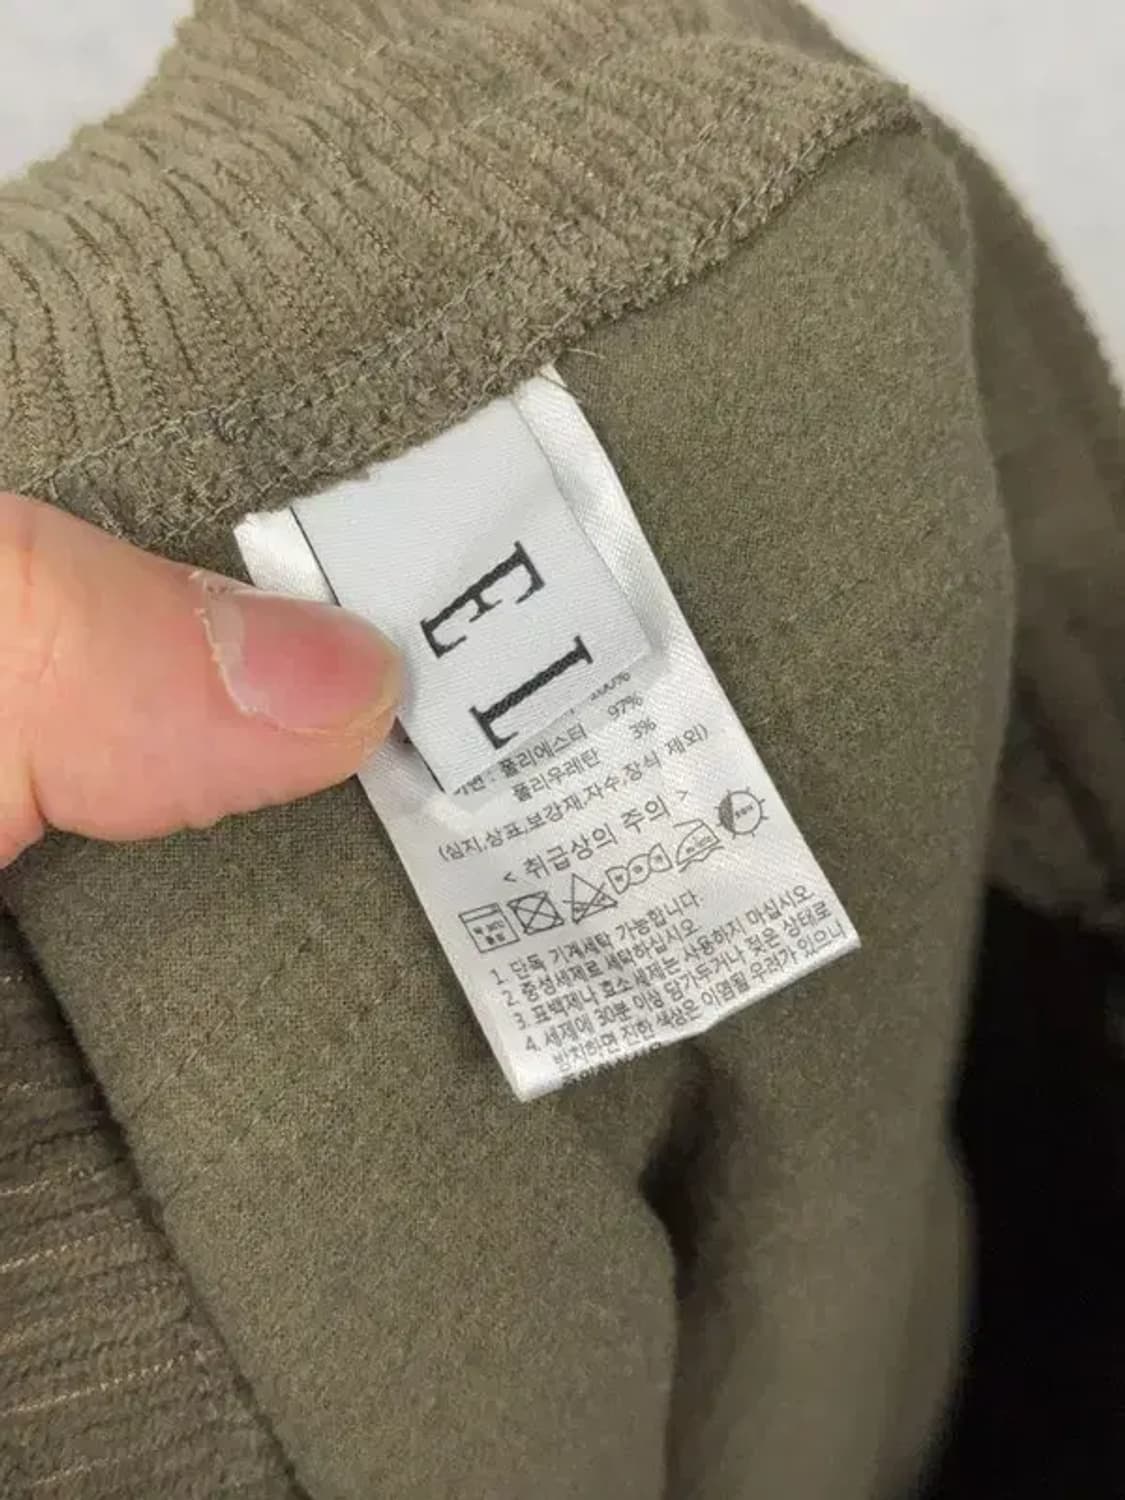 EL
100%
폴리에스터 97%
폴리우레탄 3%
(심지,상표,보강재,자수,장식 제외)
< 취급상의 주의 >
1. 단독 기계세탁 가능합니다.
2. 중성세제로 세탁하십시오.
3. 표백제나 효소세제는 사용하지 마십시오.
4. 세제에 30분 이상 담가두거나 젖은 상태로
방치하면 진한 색상은 이염될 우려가 있으니